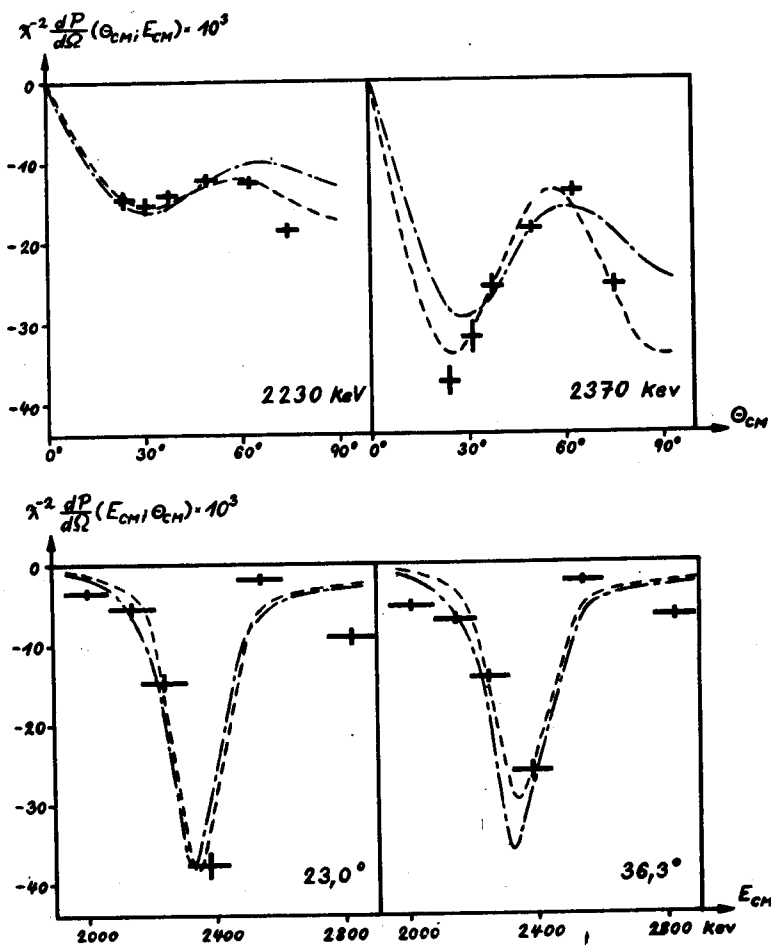 ƛ⁻² dP/dΩ (Θ_CM; E_CM) · 10³
0
-10
-20
-30
-40
2230 keV
2370 kev
0° 30° 60° 90° 0° 30° 60° 90°
Θ_CM
ƛ⁻² dP/dΩ (E_CM; Θ_CM) · 10³
0
-10
-20
-30
-40
23,0°
36,3°
2000 2400 2800 2000 2400 2800 kev
E_CM